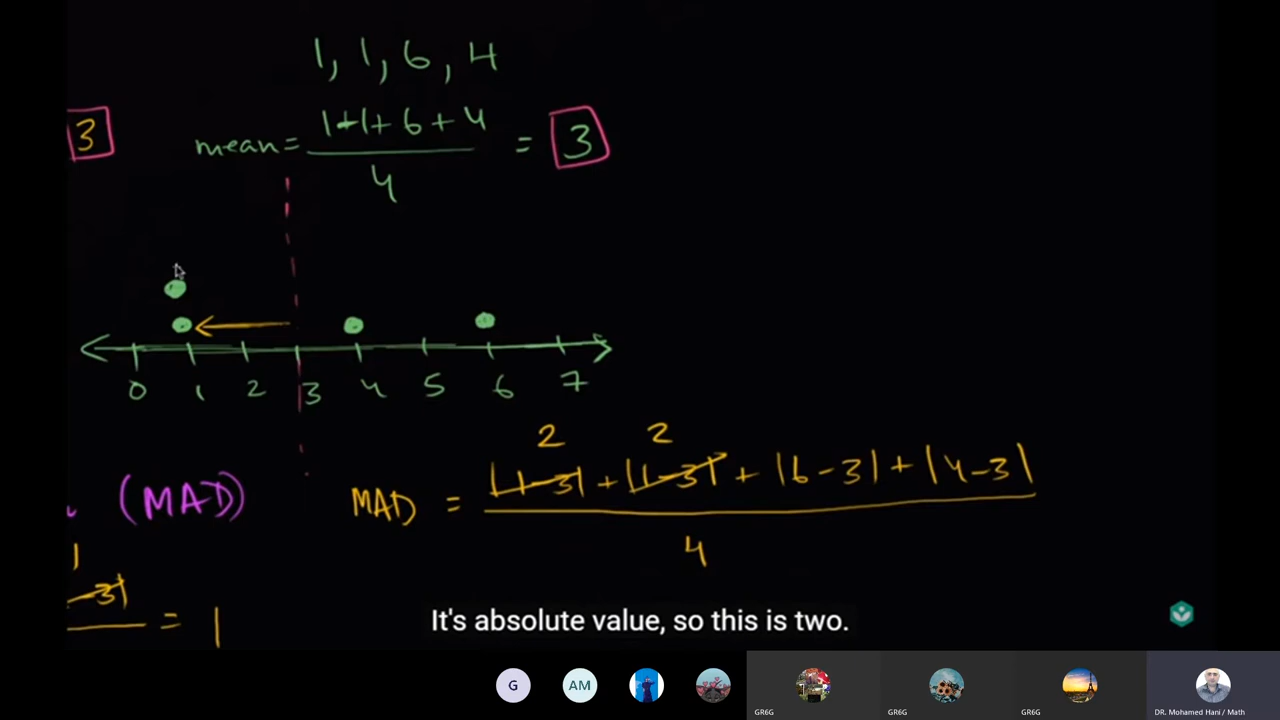 1, 1, 6, 4
3
mean = 1+1+6+4 / 4 = 3
0 1 2 3 4 5 6 7
(MAD)
2 2
MAD = |1-3| + |1-3| + |6-3| + |4-3| / 4
1
-3| = 1
It's absolute value, so this is two.
G AM
GR6G GR6G GR6G DR. Mohamed Hani / Math